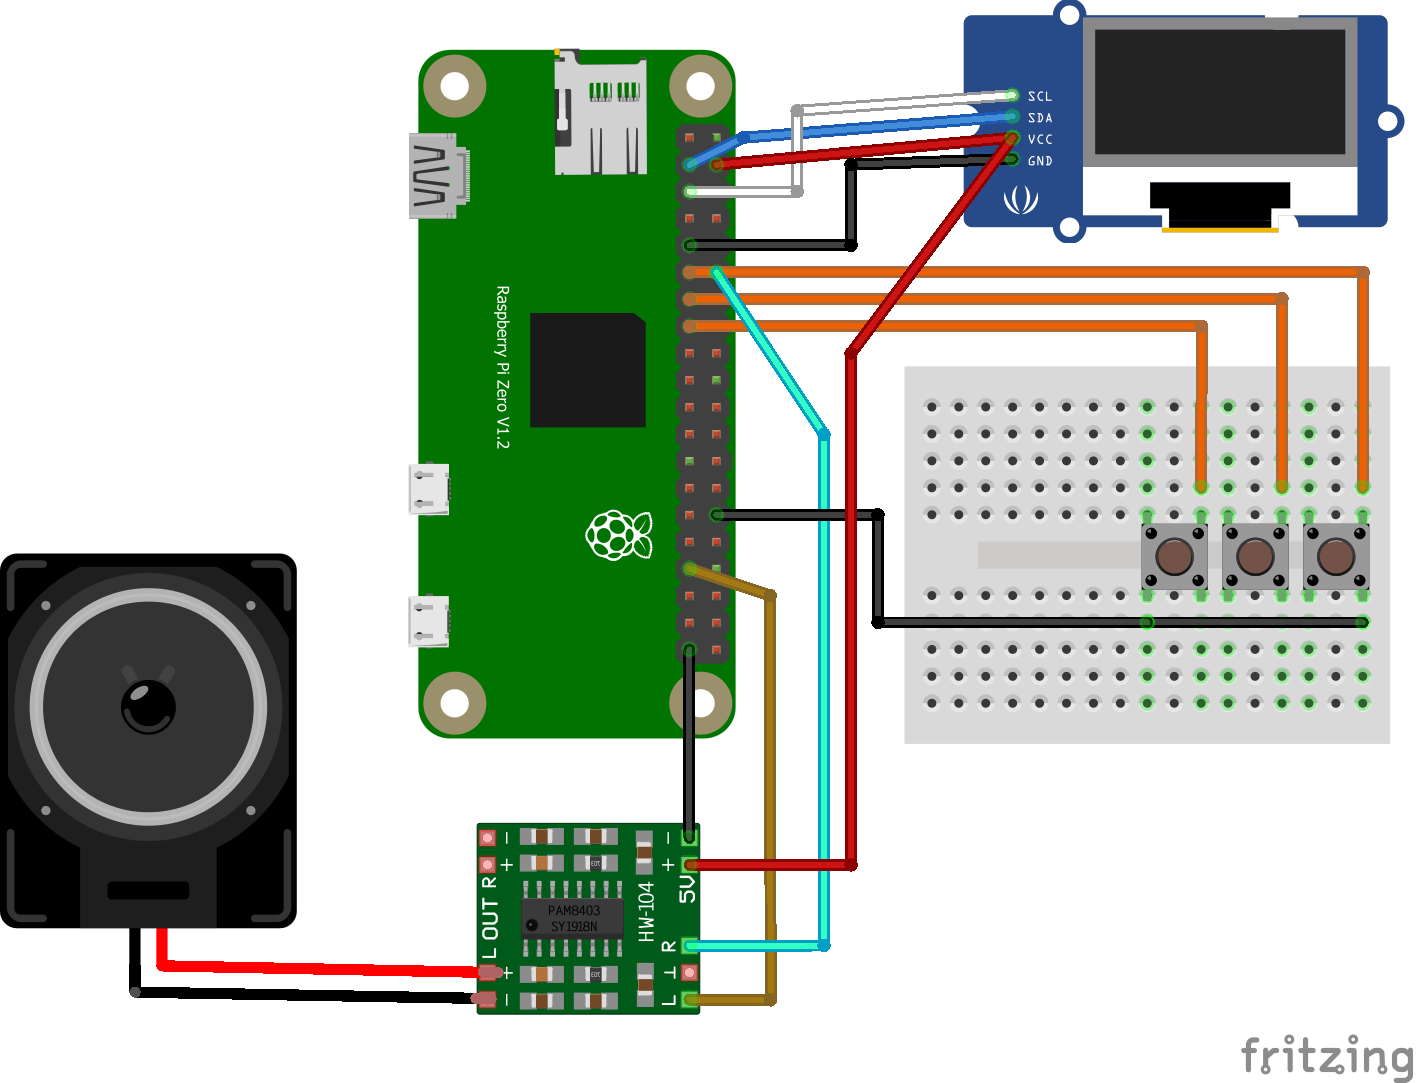 SCL
SDA
VCC
GND
Raspberry Pi Zero V1.2
−
+
5V
R
⊥
L
HW-104
PAM8403
SY1918N
−
+
L OUT R
+
−
fritzing